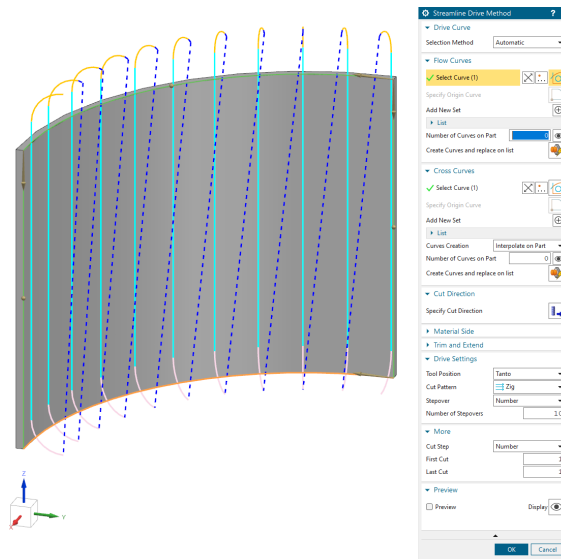 Streamline Drive Method ?
Drive Curve
Selection Method Automatic
Flow Curves
Select Curve (1)
Specify Origin Curve
Add New Set
List
Number of Curves on Part 0
Create Curves and replace on list
Cross Curves
Select Curve (1)
Specify Origin Curve
Add New Set
List
Curves Creation Interpolate on Part
Number of Curves on Part 0
Create Curves and replace on list
Cut Direction
Specify Cut Direction
Material Side
Trim and Extend
Drive Settings
Tool Position Tanto
Cut Pattern Zig
Stepover Number
Number of Stepovers
More
Cut Step Number
First Cut
Last Cut
Preview
Preview Display
OK Cancel
Z
Y
X